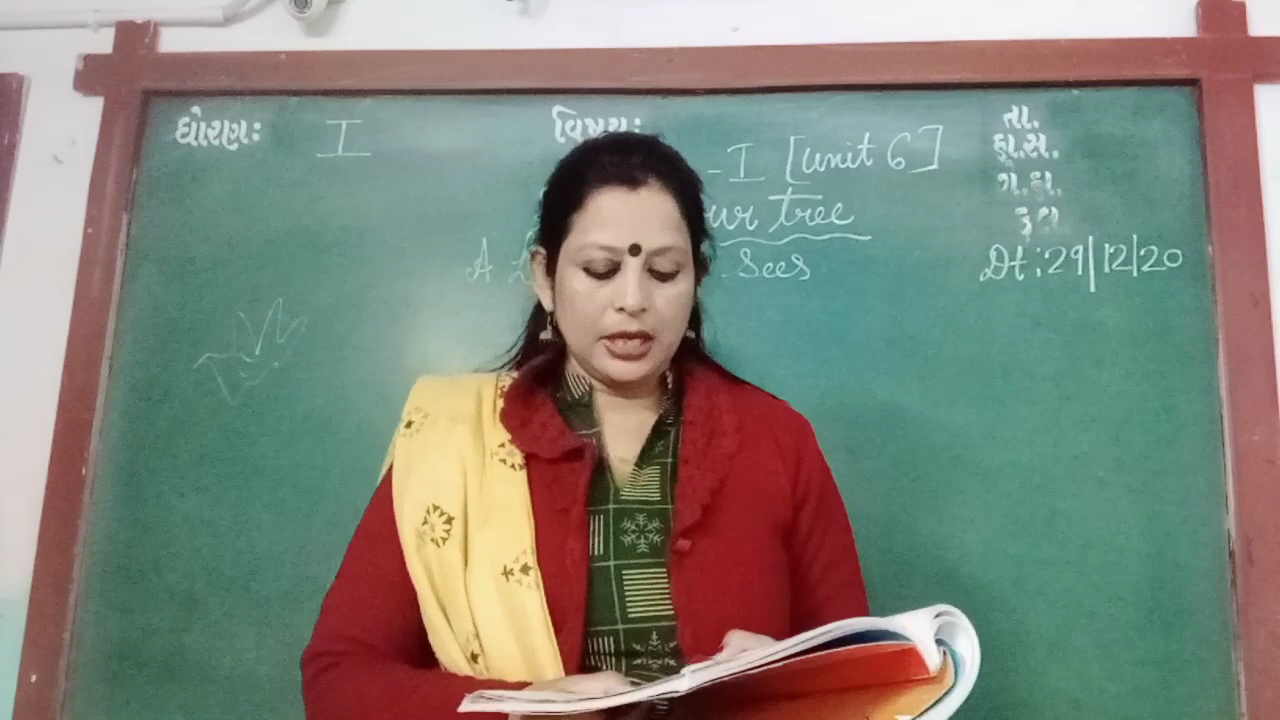 ધોરણ: I
વિષય: -I [unit 6]
tree
A Sees
તા.
કુલ
Dt:29/12/20